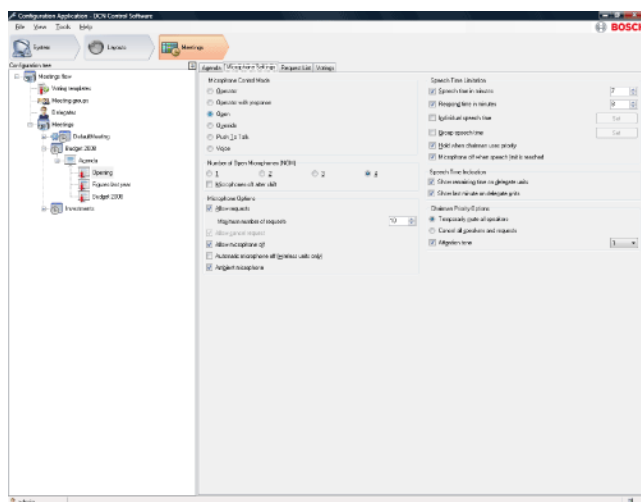 Configuration Application - DCN Control Software
File View Tools Help
BOSCH
System
Layouts
Meetings
Configuration tree
Meetings flow
Voting templates
Meeting groups
Delegates
Meetings
Default Meeting
Budget 2008
Agenda
Opening
Figures last year
Budget 2008
Investments
Agenda Microphone Settings Request List Votings
Microphone Control Mode
Operator
Operator with response
Open
Override
Push To Talk
Voice
Number of Open Microphones (NOM)
1 2 3 4
Microphone off after shift
Microphone Options
Allow requests
Maximum number of requests 10
Allow cancel request
Allow microphone off
Automatic microphone off (wireless units only)
Ambient microphone
Speech Time Limitation
Speech time in minutes 7
Individual speech time Set
Group speech time Set
Hold when chairman uses priority
Microphone off when speech limit is reached
Speech Time Indication
Show remaining time on delegate units
Show last minute on delegate units
Chairman Priority Options
Temporarily mute all speakers
Cancel all speakers and requests
Attention tone
admin